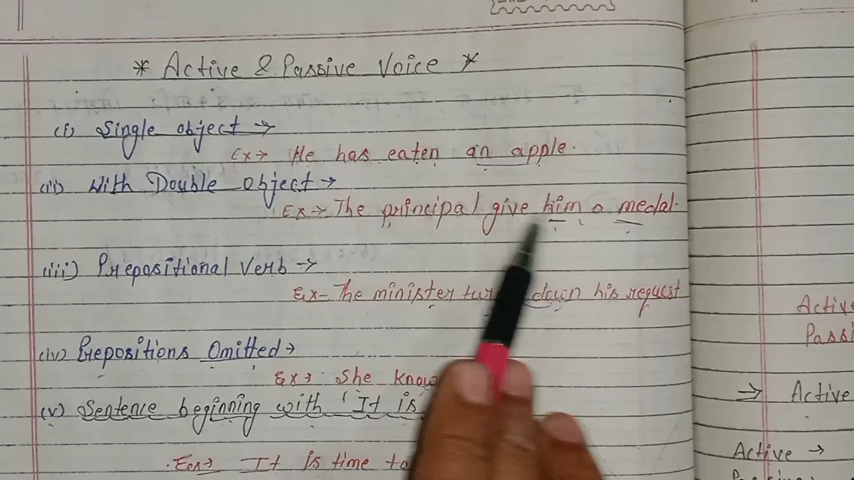 * Active & Passive Voice *
(i) Single object →
Ex → He has eaten an apple.
(ii) With Double object →
Ex → The principal give him a medal.
(iii) Prepositional Verb →
Ex - The minister down his request
(iv) Prepositions Omitted →
Ex → She
(v) Sentence beginning with 'It is
Ex → It is time to
Active
⇒ Active
Active →